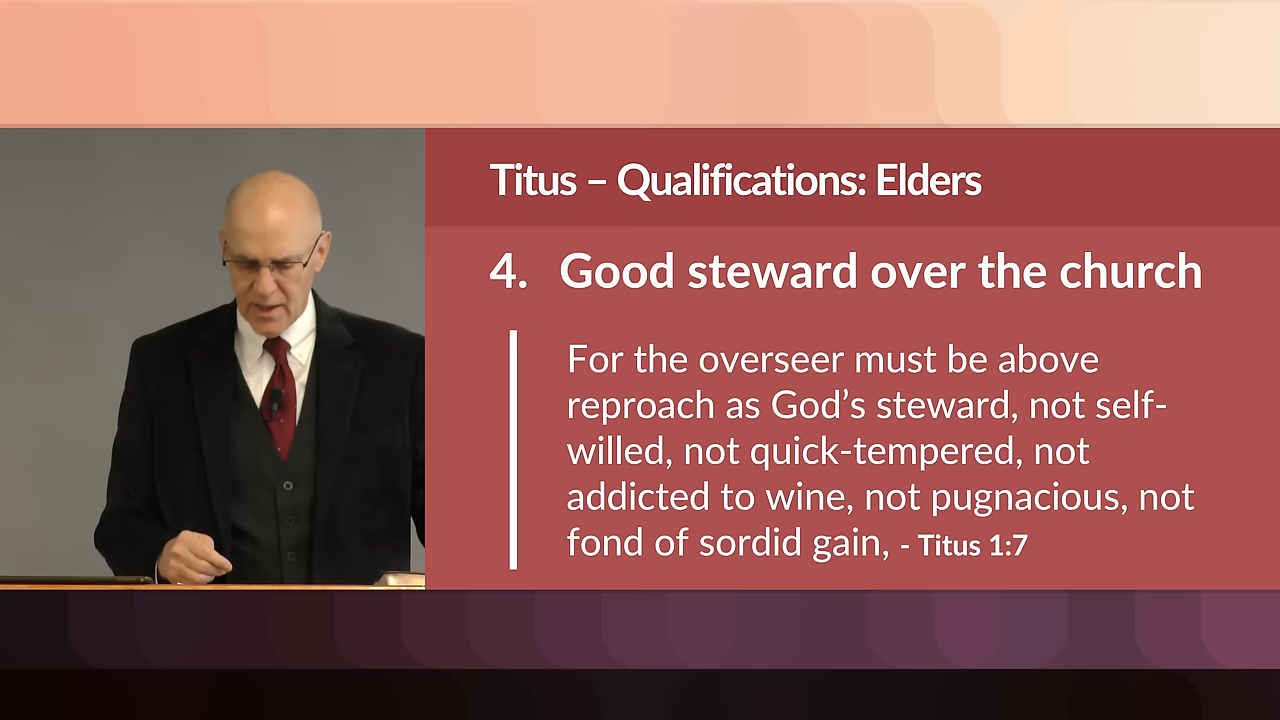 Titus – Qualifications: Elders
4. Good steward over the church
For the overseer must be above
reproach as God’s steward, not self-
willed, not quick-tempered, not
addicted to wine, not pugnacious, not
fond of sordid gain, - Titus 1:7